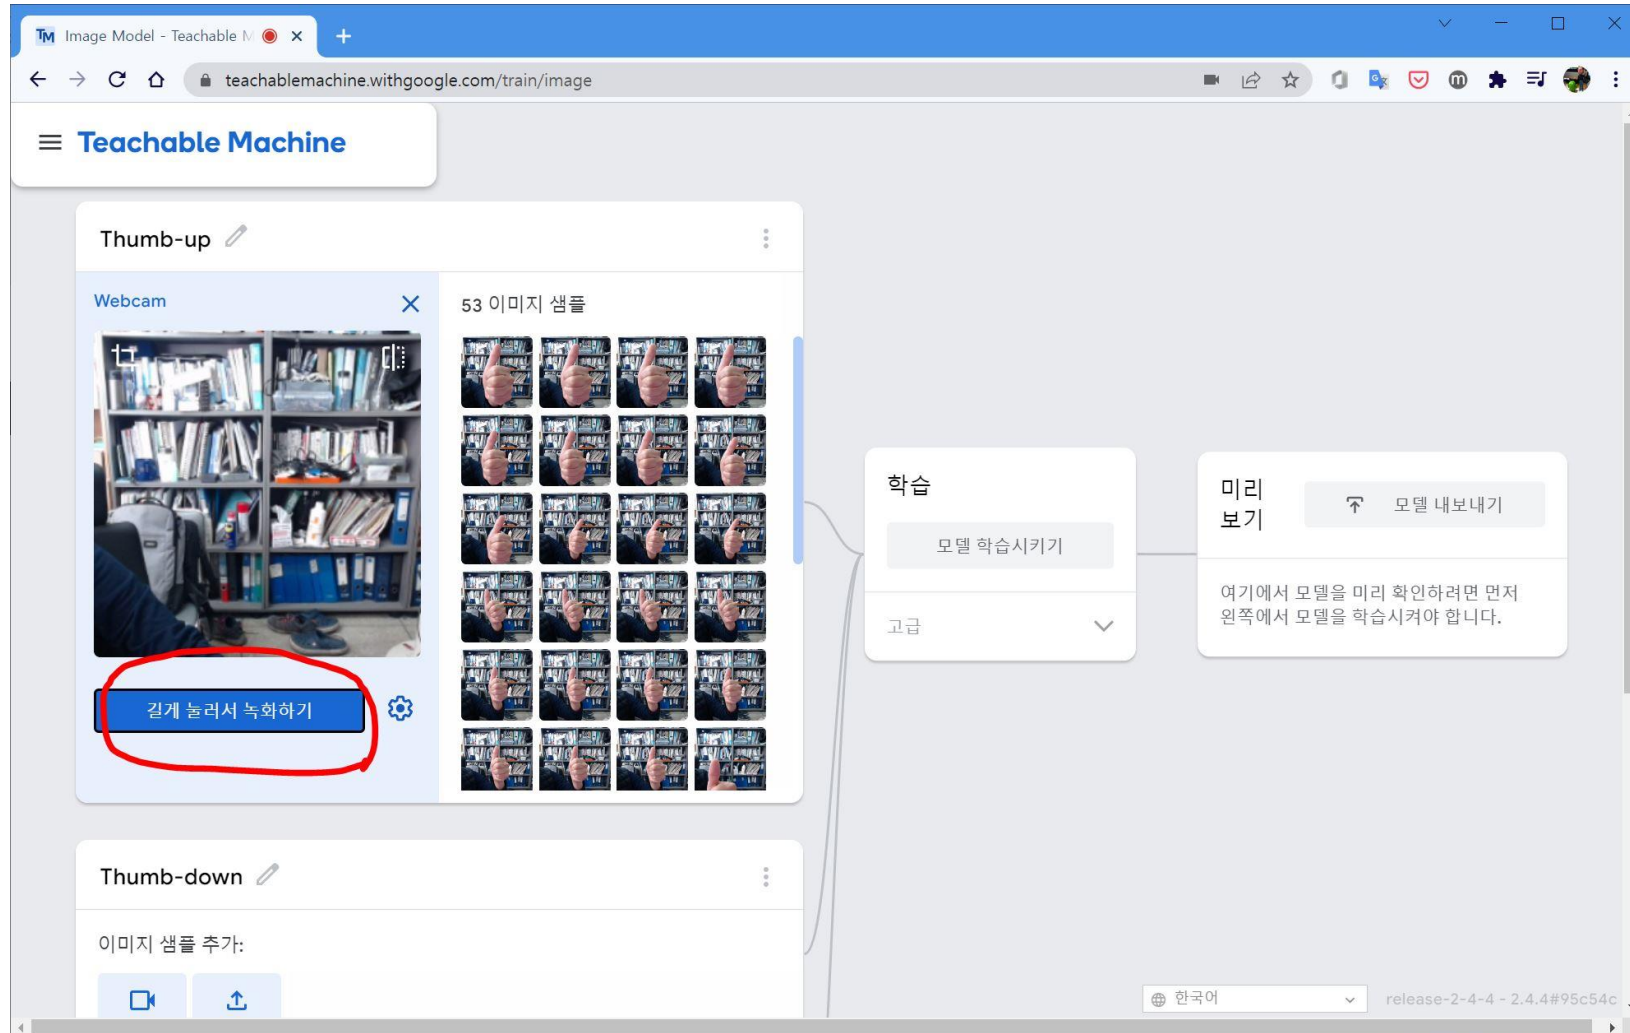 Image Model - Teachable M
teachablemachine.withgoogle.com/train/image
Teachable Machine
Thumb-up
Webcam
53 이미지 샘플
길게 눌러서 녹화하기
Thumb-down
이미지 샘플 추가:
학습
모델 학습시키기
고급
미리
보기
모델 내보내기
여기에서 모델을 미리 확인하려면 먼저
왼쪽에서 모델을 학습시켜야 합니다.
한국어
release-2-4-4 - 2.4.4#95c54c